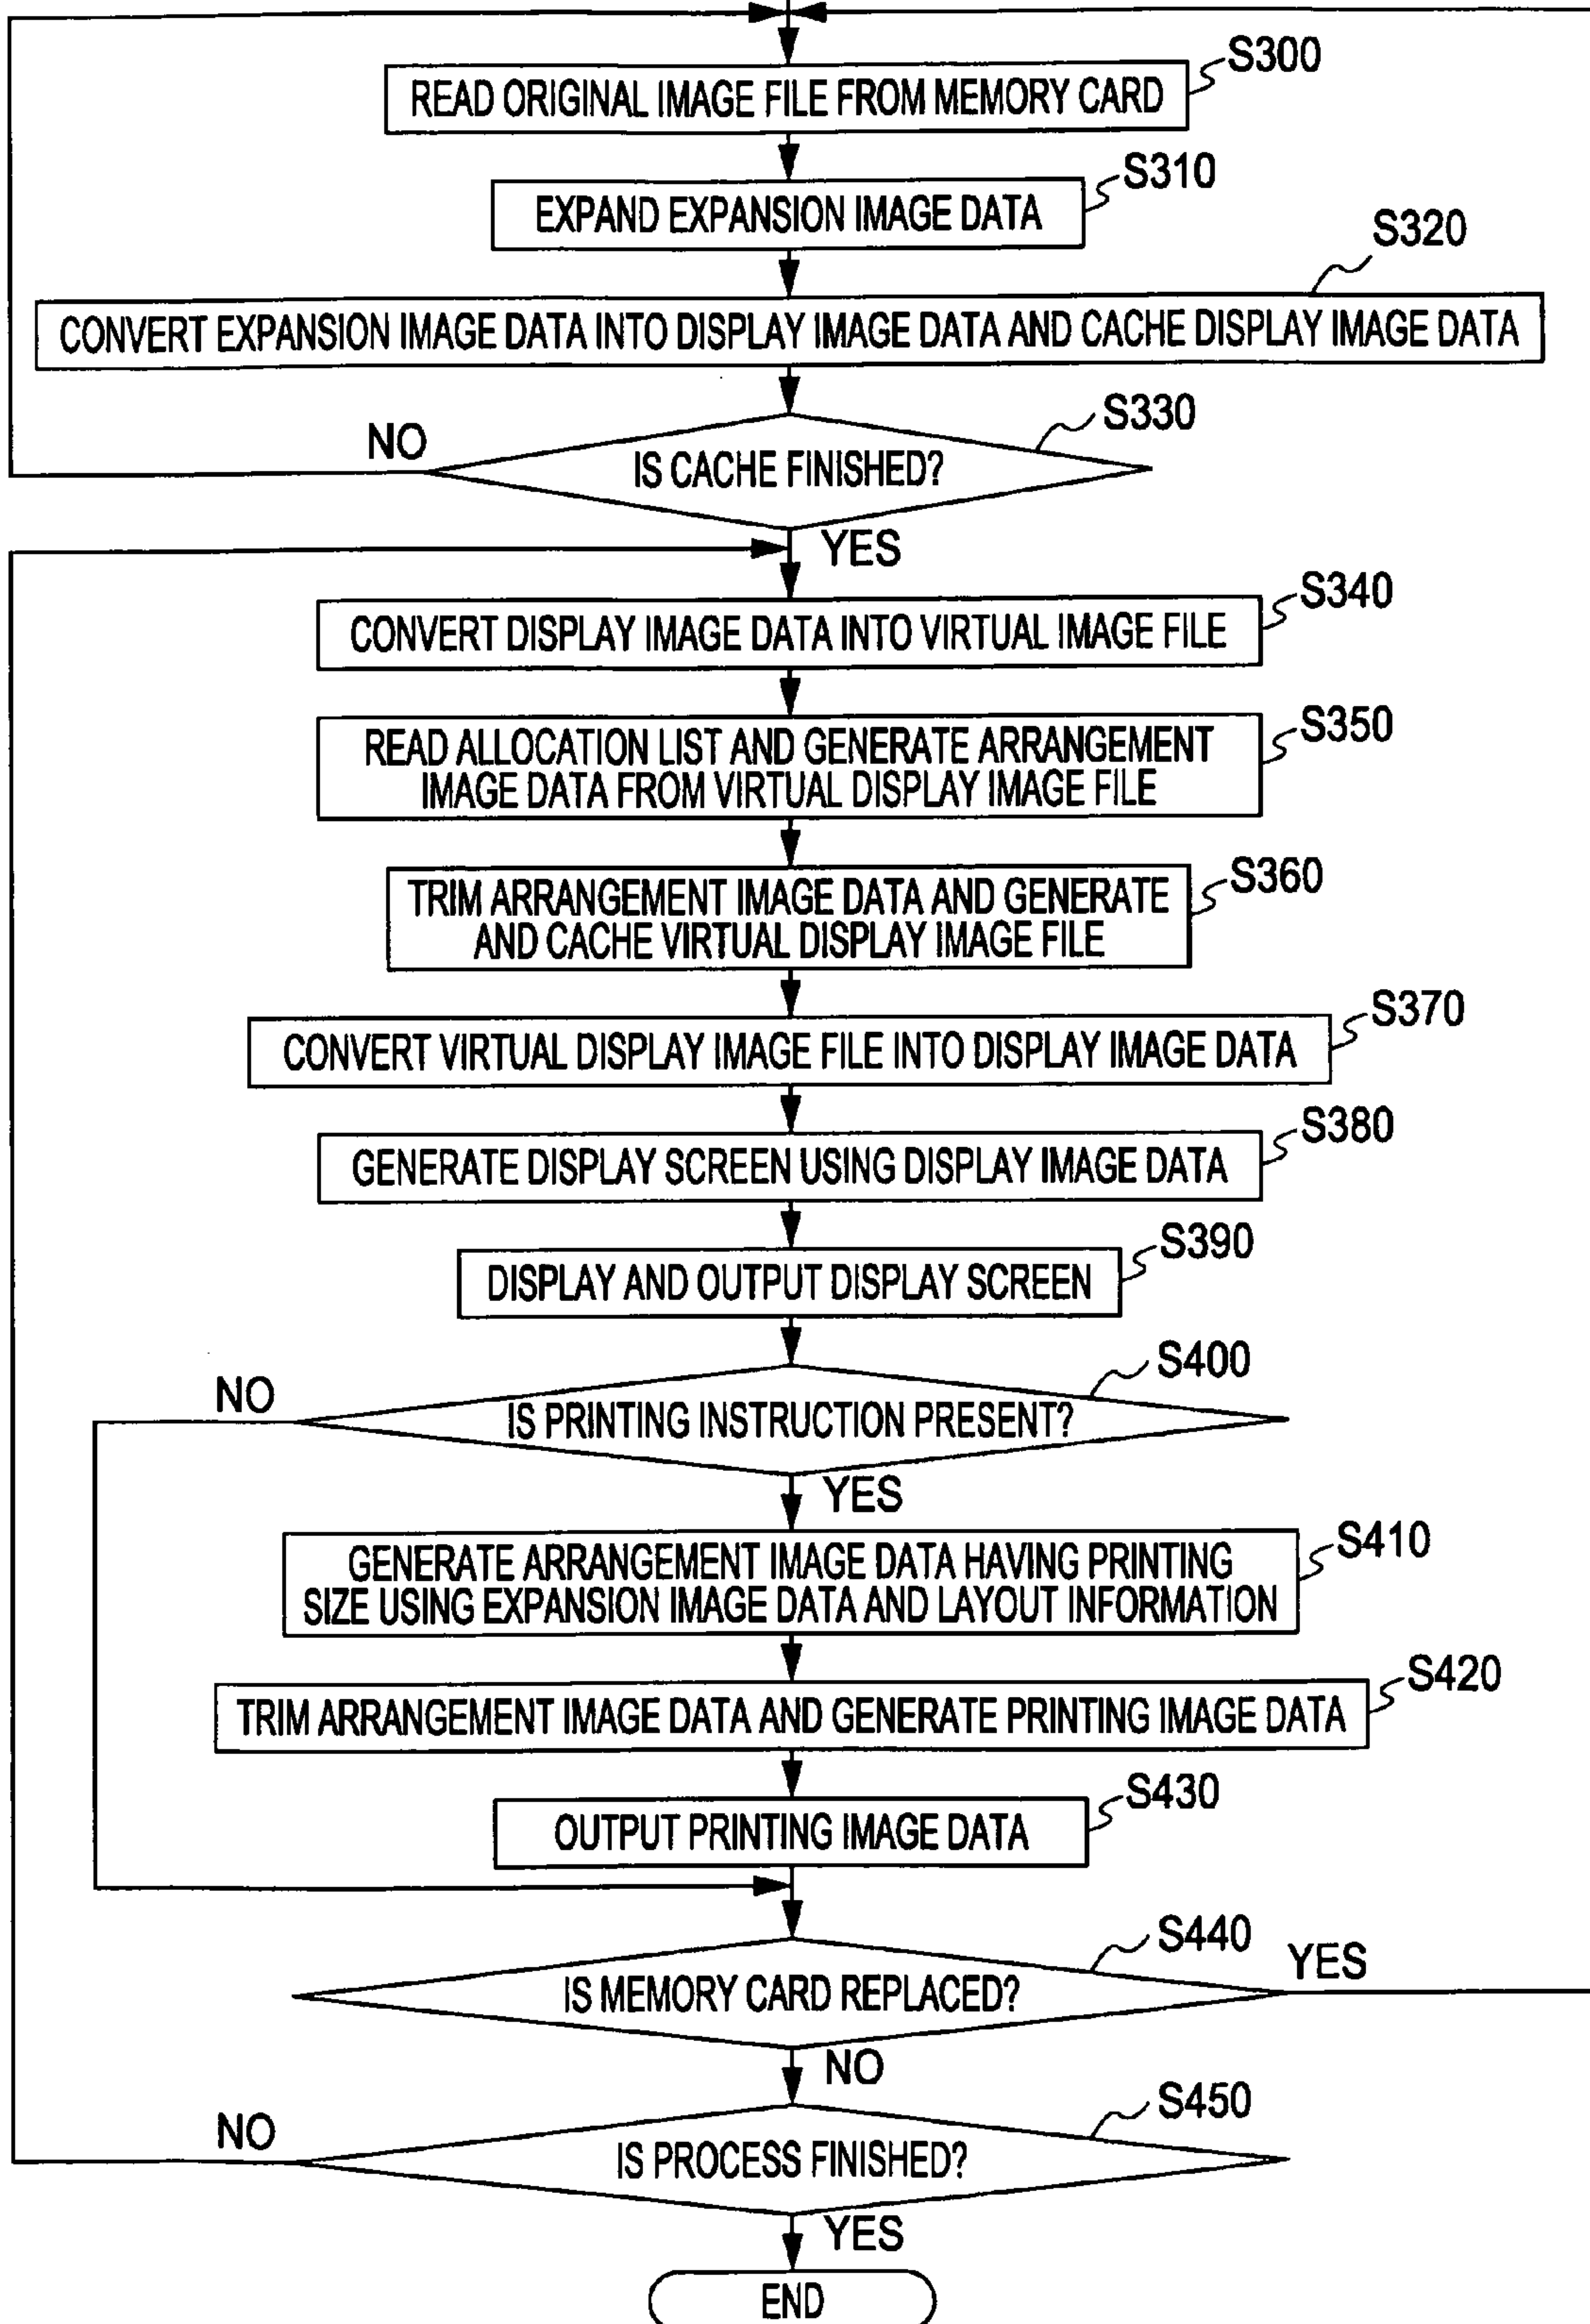 S300
READ ORIGINAL IMAGE FILE FROM MEMORY CARD
S310
EXPAND EXPANSION IMAGE DATA
S320
CONVERT EXPANSION IMAGE DATA INTO DISPLAY IMAGE DATA AND CACHE DISPLAY IMAGE DATA
S330
NO
IS CACHE FINISHED?
YES
S340
CONVERT DISPLAY IMAGE DATA INTO VIRTUAL IMAGE FILE
S350
READ ALLOCATION LIST AND GENERATE ARRANGEMENT
IMAGE DATA FROM VIRTUAL DISPLAY IMAGE FILE
S360
TRIM ARRANGEMENT IMAGE DATA AND GENERATE
AND CACHE VIRTUAL DISPLAY IMAGE FILE
S370
CONVERT VIRTUAL DISPLAY IMAGE FILE INTO DISPLAY IMAGE DATA
S380
GENERATE DISPLAY SCREEN USING DISPLAY IMAGE DATA
S390
DISPLAY AND OUTPUT DISPLAY SCREEN
S400
NO
IS PRINTING INSTRUCTION PRESENT?
YES
S410
GENERATE ARRANGEMENT IMAGE DATA HAVING PRINTING
SIZE USING EXPANSION IMAGE DATA AND LAYOUT INFORMATION
S420
TRIM ARRANGEMENT IMAGE DATA AND GENERATE PRINTING IMAGE DATA
S430
OUTPUT PRINTING IMAGE DATA
S440
YES
IS MEMORY CARD REPLACED?
NO
S450
NO
IS PROCESS FINISHED?
YES
END